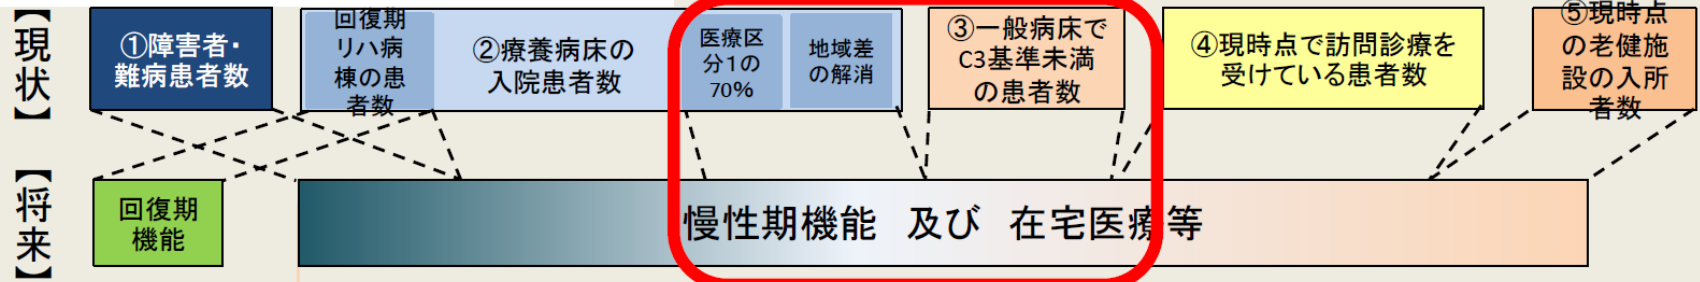 【現状】
①障害者・
難病患者数
回復期
リハ病
棟の患
者数
②療養病床の
入院患者数
医療区
分1の
70%
地域差
の解消
③一般病床で
C3基準未満
の患者数
④現時点で訪問診療を
受けている患者数
⑤現時点
の老健施
設の入所
者数
【将来】
回復期
機能
慢性期機能 及び 在宅医療等